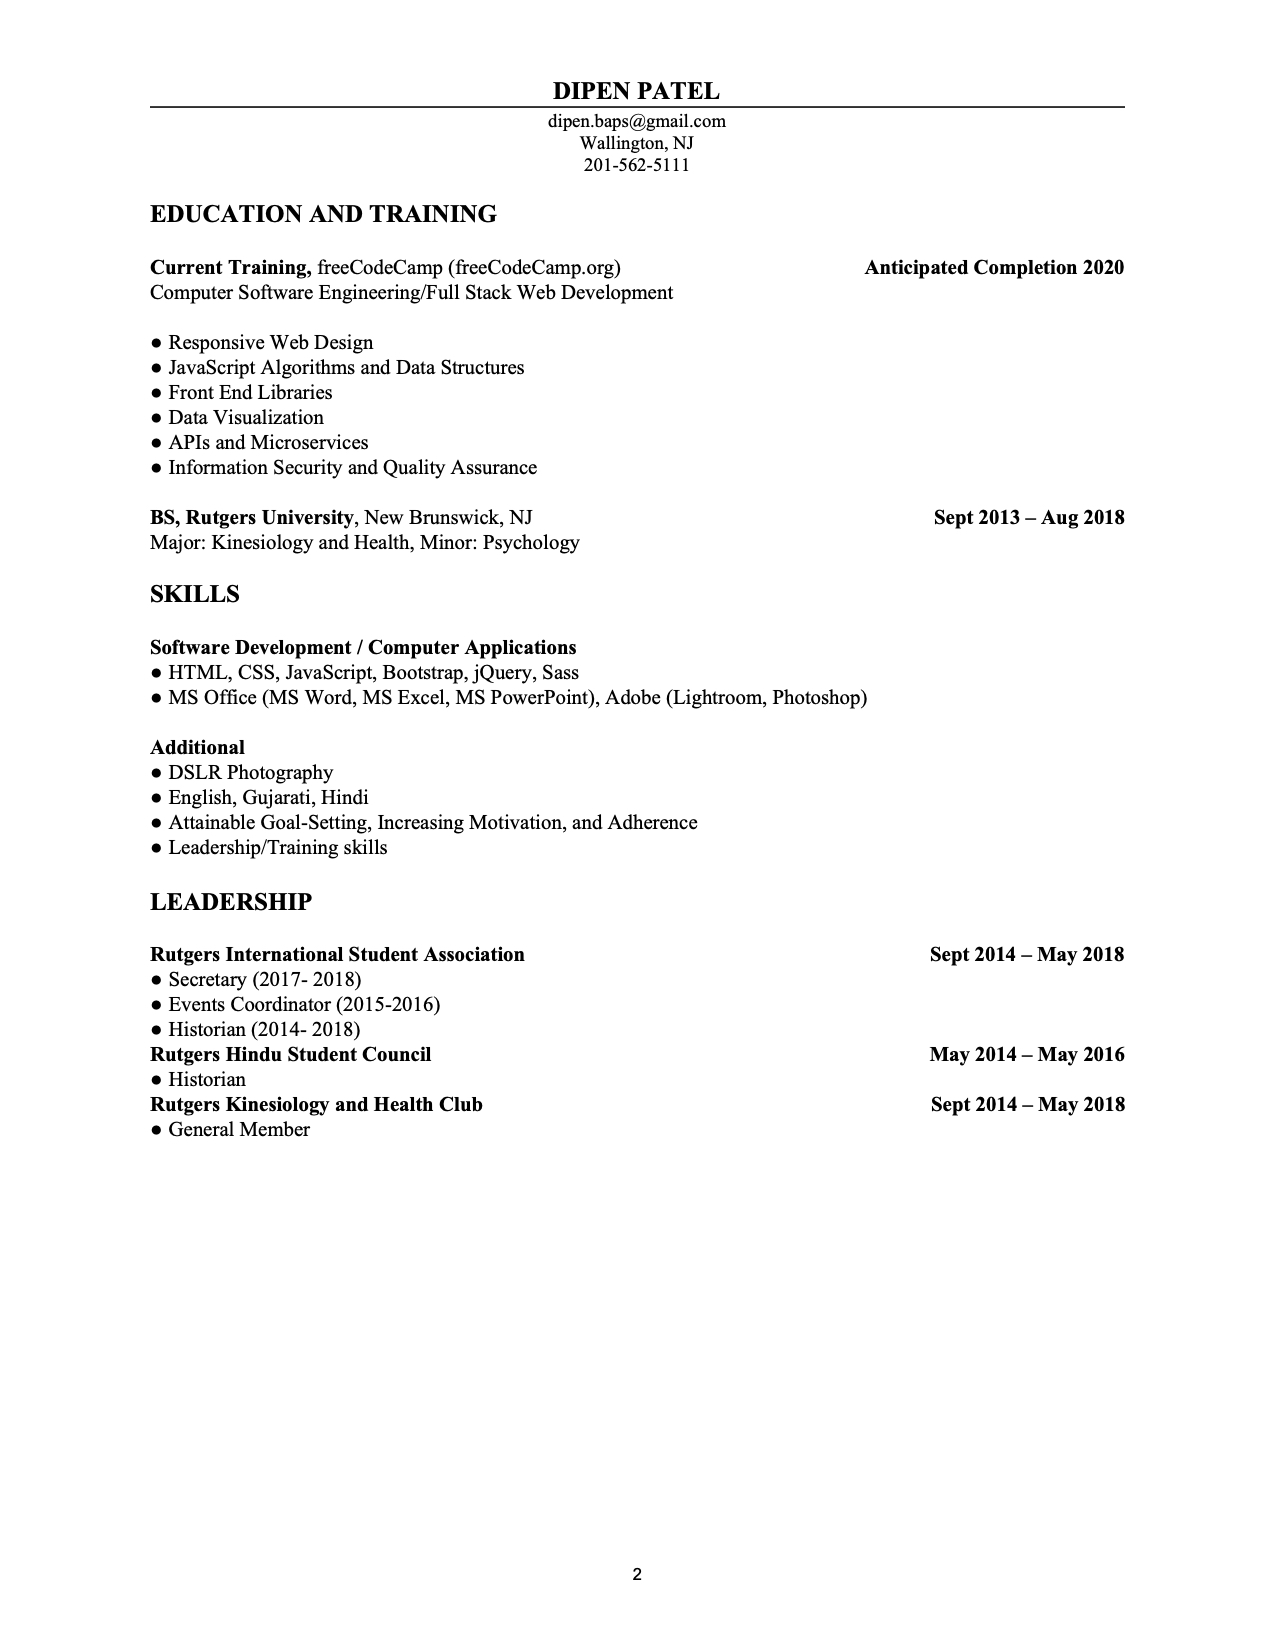 DIPEN PATEL
dipen.baps@gmail.com
Wallington, NJ
201-562-5111
EDUCATION AND TRAINING
Current Training, freeCodeCamp (freeCodeCamp.org) Anticipated Completion 2020
Computer Software Engineering/Full Stack Web Development
● Responsive Web Design
● JavaScript Algorithms and Data Structures
● Front End Libraries
● Data Visualization
● APIs and Microservices
● Information Security and Quality Assurance
BS, Rutgers University, New Brunswick, NJ Sept 2013 – Aug 2018
Major: Kinesiology and Health, Minor: Psychology
SKILLS
Software Development / Computer Applications
● HTML, CSS, JavaScript, Bootstrap, jQuery, Sass
● MS Office (MS Word, MS Excel, MS PowerPoint), Adobe (Lightroom, Photoshop)
Additional
● DSLR Photography
● English, Gujarati, Hindi
● Attainable Goal-Setting, Increasing Motivation, and Adherence
● Leadership/Training skills
LEADERSHIP
Rutgers International Student Association Sept 2014 – May 2018
● Secretary (2017- 2018)
● Events Coordinator (2015-2016)
● Historian (2014- 2018)
Rutgers Hindu Student Council May 2014 – May 2016
● Historian
Rutgers Kinesiology and Health Club Sept 2014 – May 2018
● General Member
2